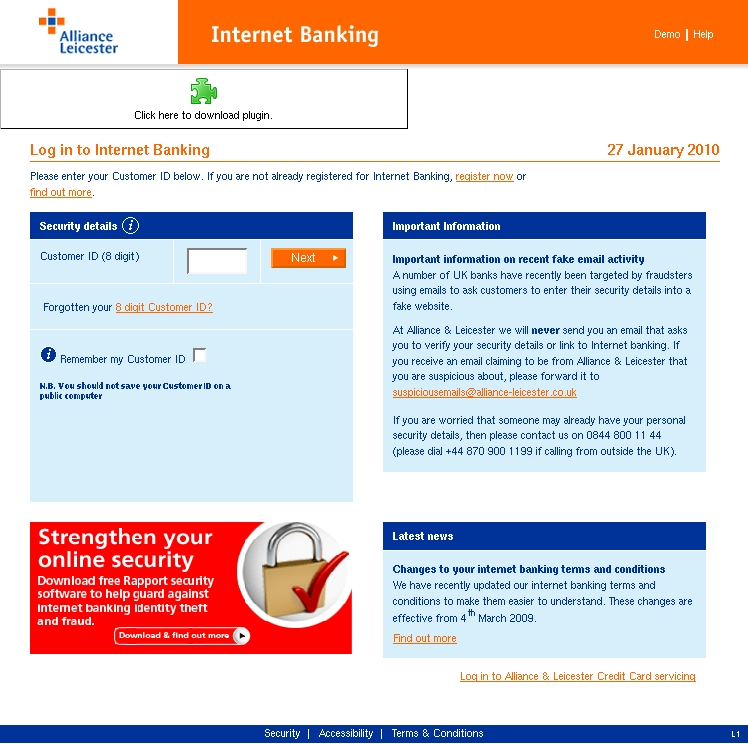 Alliance
Leicester
Internet Banking
Demo | Help
Click here to download plugin.
Log in to Internet Banking
27 January 2010
Please enter your Customer ID below. If you are not already registered for Internet Banking, register now or
find out more.
Security details i
Customer ID (8 digit)
Next
Forgotten your 8 digit Customer ID?
i Remember my Customer ID
N.B. You should not save your Customer ID on a
public computer
Important Information
Important information on recent fake email activity
A number of UK banks have recently been targeted by fraudsters
using emails to ask customers to enter their security details into a
fake website.
At Alliance & Leicester we will never send you an email that asks
you to verify your security details or link to Internet banking. If
you receive an email claiming to be from Alliance & Leicester that
you are suspicious about, please forward it to
suspiciousemails@alliance-leicester.co.uk
If you are worried that someone may already have your personal
security details, then please contact us on 0844 800 11 44
(please dial +44 870 900 1199 if calling from outside the UK).
Strengthen your
online security
Download free Rapport security
software to help guard against
internet banking identity theft
and fraud.
Download & find out more
Latest news
Changes to your internet banking terms and conditions
We have recently updated our internet banking terms and
conditions to make them easier to understand. These changes are
effective from 4th March 2009.
Find out more
Log in to Alliance & Leicester Credit Card servicing
Security | Accessibility | Terms & Conditions
L1